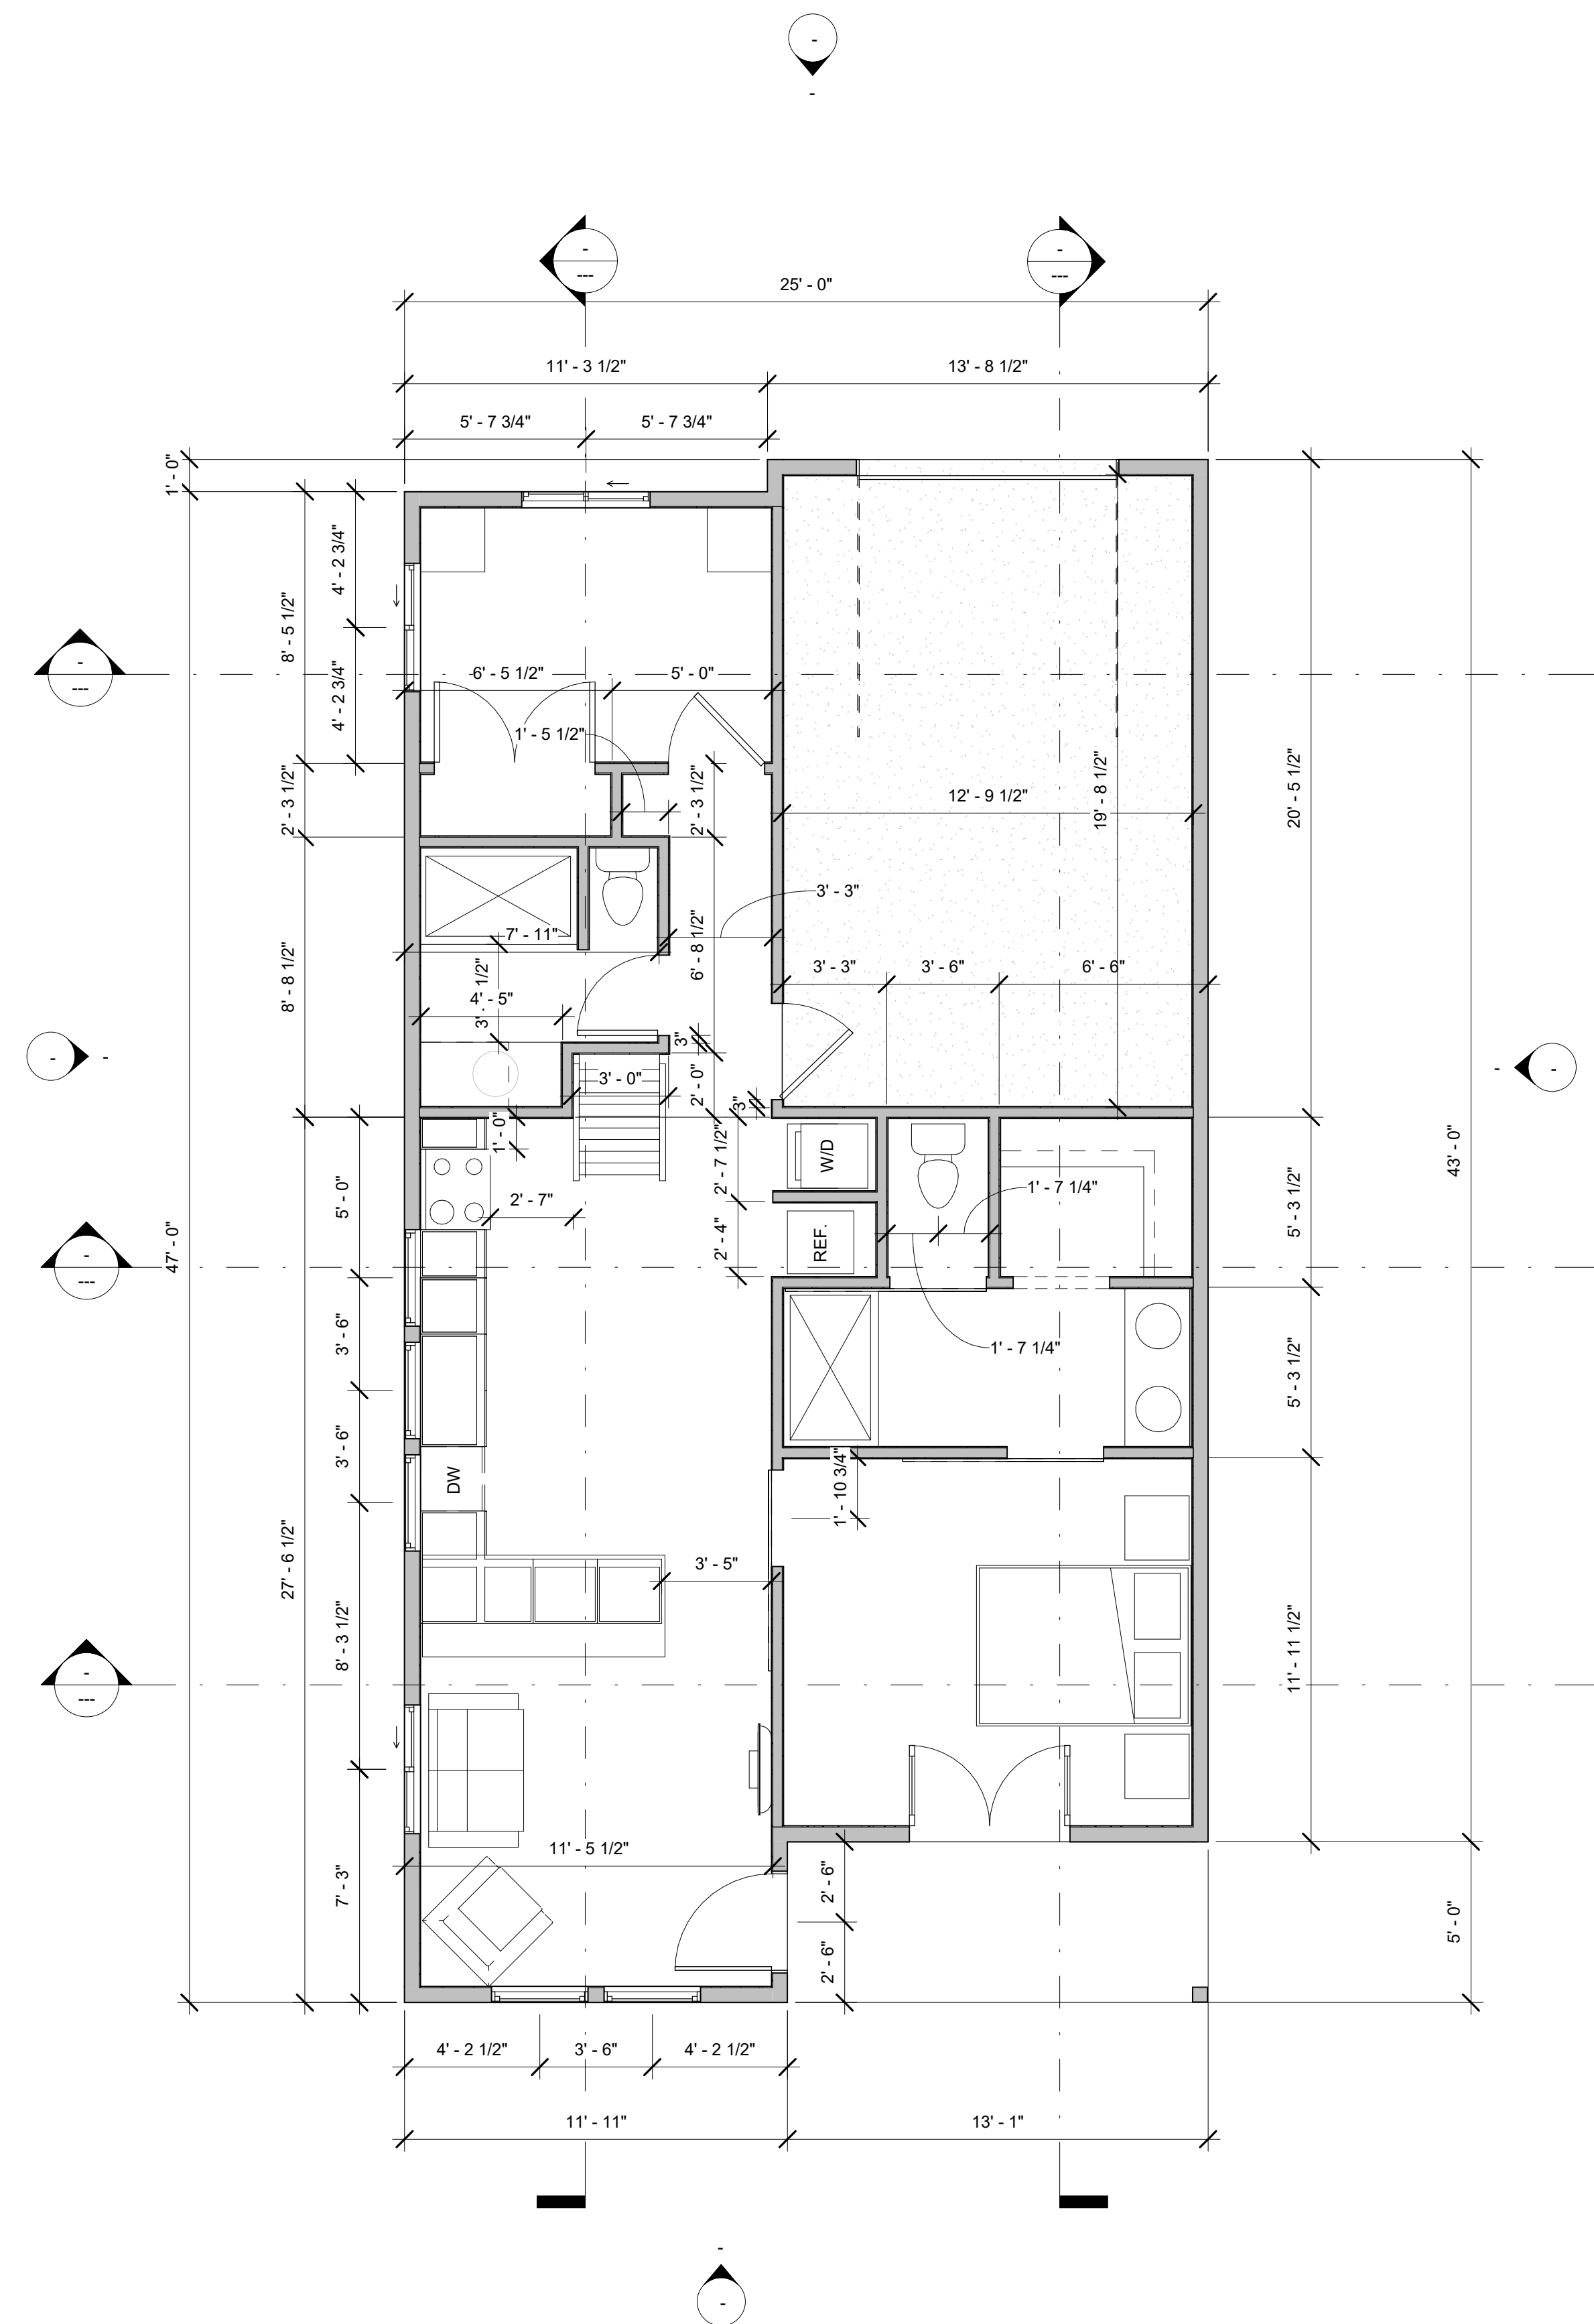 -
-
-
---
-
---
25' - 0"
11' - 3 1/2"
13' - 8 1/2"
5' - 7 3/4"
5' - 7 3/4"
1' - 0"
4' - 2 3/4"
8' - 5 1/2"
4' - 2 3/4"
-
---
6' - 5 1/2"
5' - 0"
1' - 5 1/2"
2' - 3 1/2"
2' - 3 1/2"
12' - 9 1/2"
19' - 8 1/2"
20' - 5 1/2"
3' - 3"
7' - 11"
6' - 8 1/2"
8' - 8 1/2"
1/2"
3'
4' - 5"
3' - 3"
3' - 6"
6' - 6"
3"
-
-
-
-
3' - 0"
2' - 0"
3"
1' - 0"
2' - 7 1/2"
W/D
43' - 0"
5' - 0"
2' - 7"
1' - 7 1/4"
5' - 3 1/2"
47' - 0"
2' - 4"
REF.
-
---
3' - 6"
1' - 7 1/4"
5' - 3 1/2"
3' - 6"
DW
1' - 10 3/4"
27' - 6 1/2"
3' - 5"
8' - 3 1/2"
11' - 11 1/2"
-
---
11' - 5 1/2"
7' - 3"
2' - 6"
5' - 0"
2' - 6"
4' - 2 1/2"
3' - 6"
4' - 2 1/2"
11' - 11"
13' - 1"
-
-